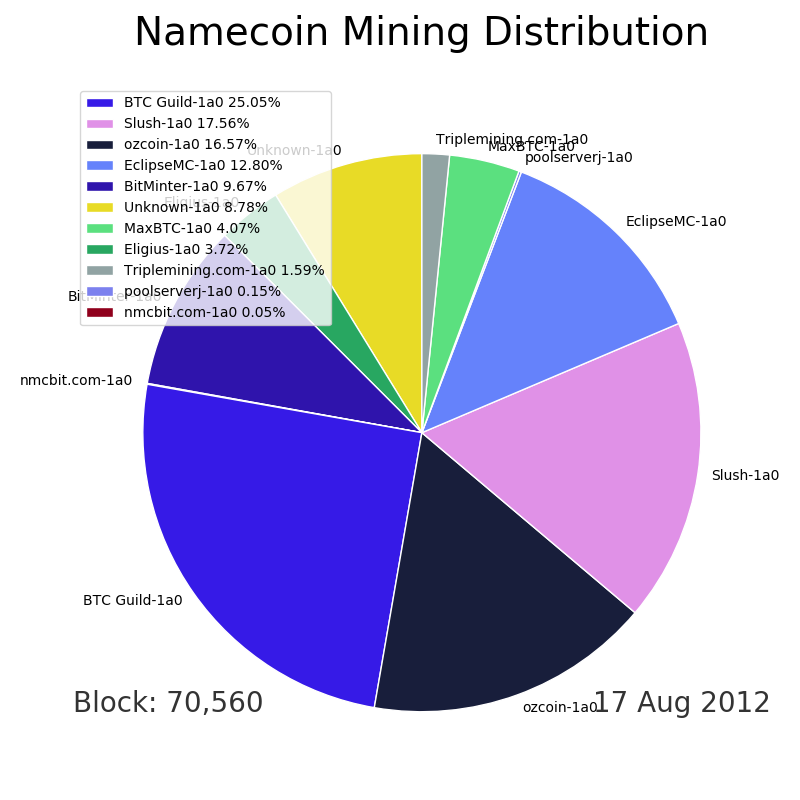 Namecoin Mining Distribution
BTC Guild-1a0 25.05%
Slush-1a0 17.56%
ozcoin-1a0 16.57%
EclipseMC-1a0 12.80%
BitMinter-1a0 9.67%
Unknown-1a0 8.78%
MaxBTC-1a0 4.07%
Eligius-1a0 3.72%
Triplemining.com-1a0 1.59%
poolserverj-1a0 0.15%
nmcbit.com-1a0 0.05%
Triplemining.com-1a0
MaxBTC-1a0
poolserverj-1a0
Unknown-1a0
Eligius-1a0
EclipseMC-1a0
BitMinter-1a0
nmcbit.com-1a0
Slush-1a0
BTC Guild-1a0
ozcoin-1a0
Block: 70,560
17 Aug 2012